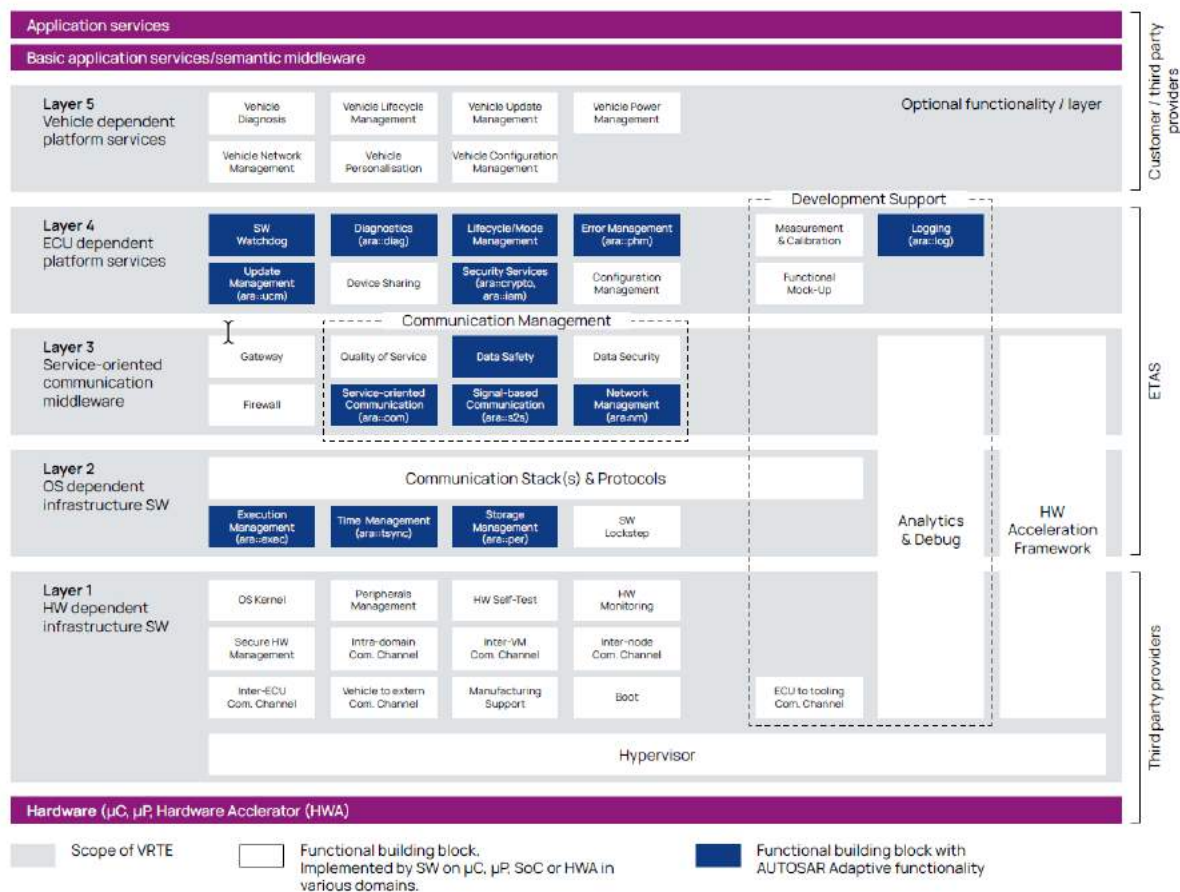 Application services
Basic application services/semantic middleware
Customer / third party
providers
Layer 5
Vehicle dependent
platform services
Vehicle
Diagnosis
Vehicle Lifecycle
Management
Vehicle Update
Management
Vehicle Power
Management
Optional functionality / layer
Vehicle Network
Management
Vehicle
Personalisation
Vehicle Configuration
Management
Development Support
Layer 4
ECU dependent
platform services
SW
Watchdog
Diagnostics
(ara::diag)
Lifecycle/Mode
Management
Error Management
(ara::phm)
Measurement
& Calibration
Logging
(ara::log)
Update
Management
(ara::ucm)
Device Sharing
Security Services
(ara::crypto,
ara::iam)
Configuration
Management
Functional
Mock-Up
ETAS
Communication Management
Layer 3
Service-oriented
communication
middleware
Gateway
Quality of Service
Data Safety
Data Security
Firewall
Service-oriented
Communication
(ara::com)
Signal-based
Communication
(ara::s2s)
Network
Management
(ara:nm)
Layer 2
OS dependent
infrastructure SW
Communication Stack(s) & Protocols
Execution
Management
(ara::exec)
Time Management
(ara::tsync)
Storage
Management
(ara::per)
SW
Lockstep
Analytics
& Debug
HW
Acceleration
Framework
Layer 1
HW dependent
infrastructure SW
OS Kernel
Peripherals
Management
HW Self-Test
HW
Monitoring
Secure HW
Management
Intra-domain
Com. Channel
Inter-VM
Com. Channel
Inter-node
Com. Channel
Inter-ECU
Com. Channel
Vehicle to extern
Com. Channel
Manufacturing
Support
Boot
ECU to tooling
Com. Channel
Hypervisor
Third party providers
Hardware (µC, µP, Hardware Acclerator (HWA)
Scope of VRTE
Functional building block.
Implemented by SW on µC, µP, SoC or HWA in
various domains.
Functional building block with
AUTOSAR Adaptive functionality